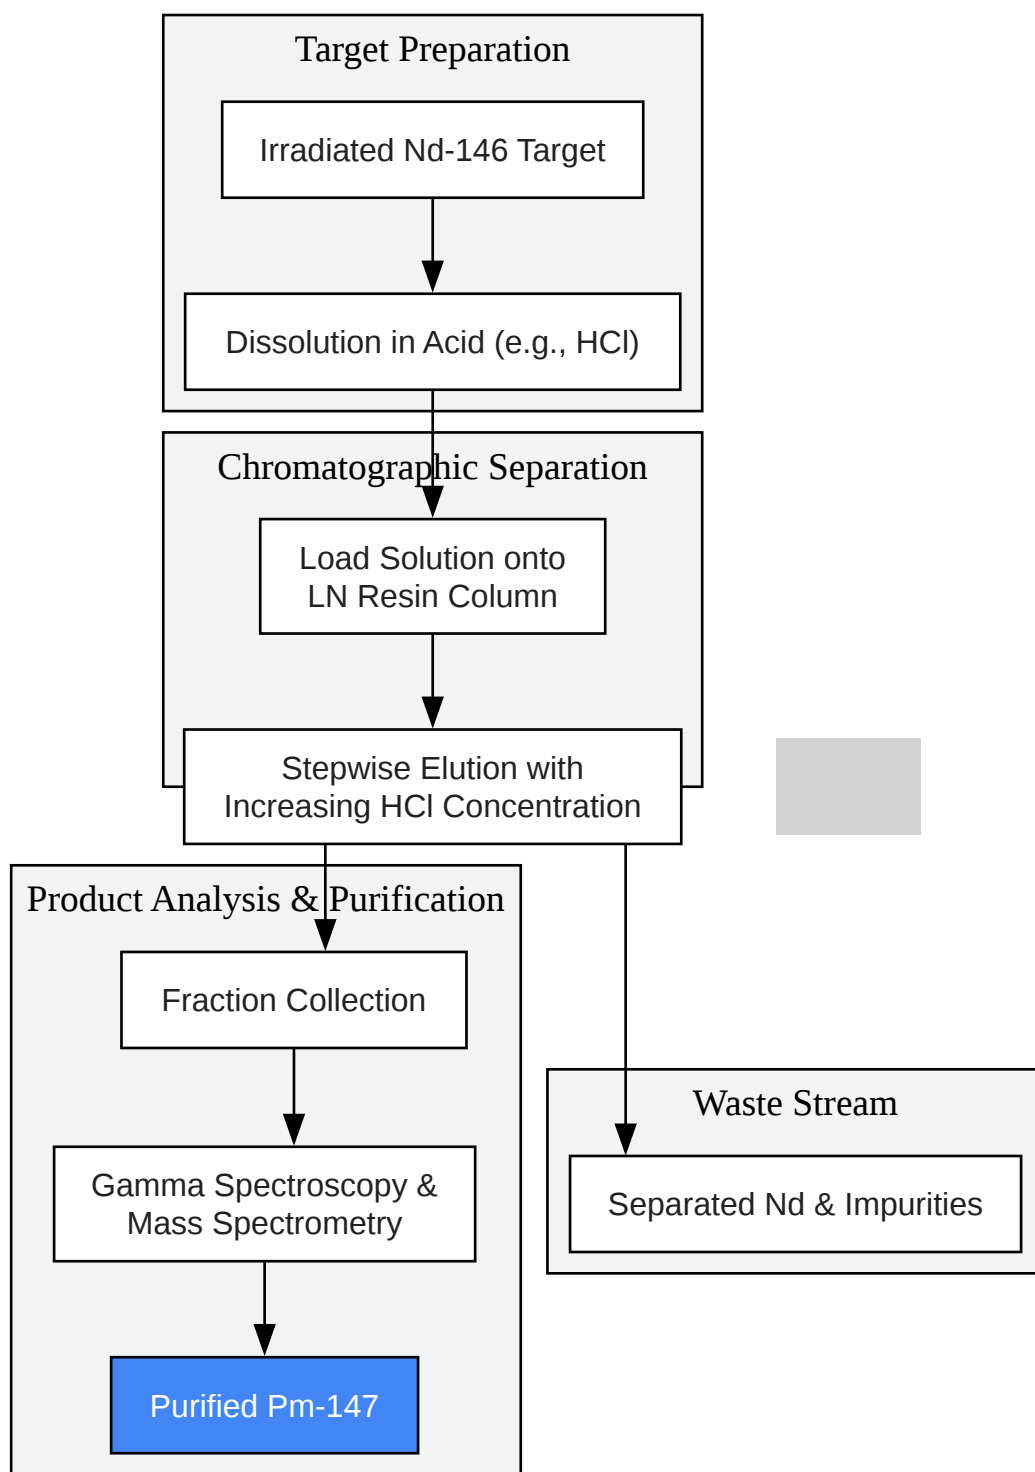 Target Preparation
Irradiated Nd-146 Target
Dissolution in Acid (e.g., HCl)
Chromatographic Separation
Load Solution onto
LN Resin Column
Stepwise Elution with
Increasing HCl Concentration
Product Analysis & Purification
Fraction Collection
Gamma Spectroscopy &
Mass Spectrometry
Purified Pm-147
Waste Stream
Separated Nd & Impurities